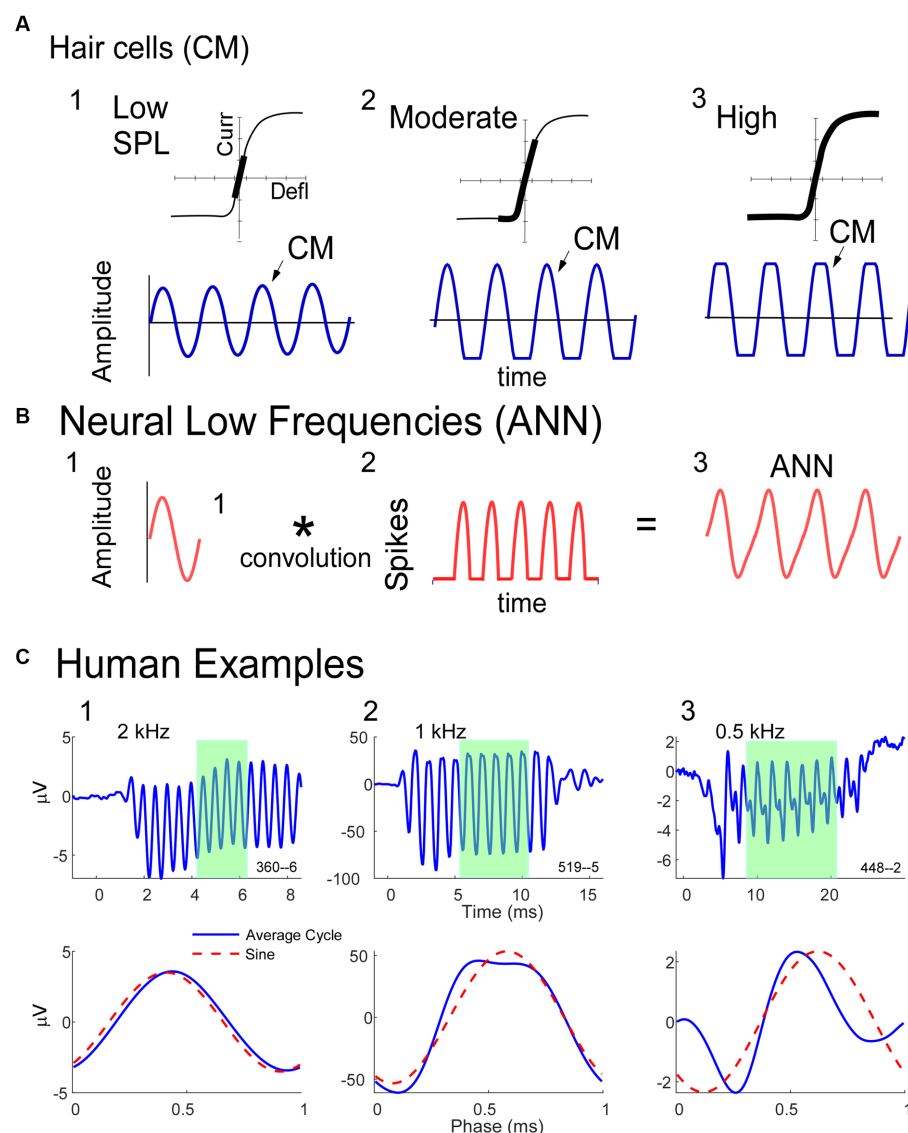 A
Hair cells (CM)
1
Low
SPL
Curr
Defl
2
Moderate
3
High
CM
CM
CM
Amplitude
time
B
Neural Low Frequencies (ANN)
1
Amplitude
1
*
convolution
2
Spikes
time
=
3
ANN
C
Human Examples
1
2 kHz
5
0
-5
µV
0 2 4 6 8
360--6
2
1 kHz
50
0
-50
-100
0 5 10 15
519--5
Time (ms)
3
0.5 kHz
2
0
-2
-4
-6
0 10 20
448--2
Average Cycle
Sine
5
0
-5
µV
0 0.5 1
50
0
-50
0 0.5 1
Phase (ms)
2
0
-2
0 0.5 1